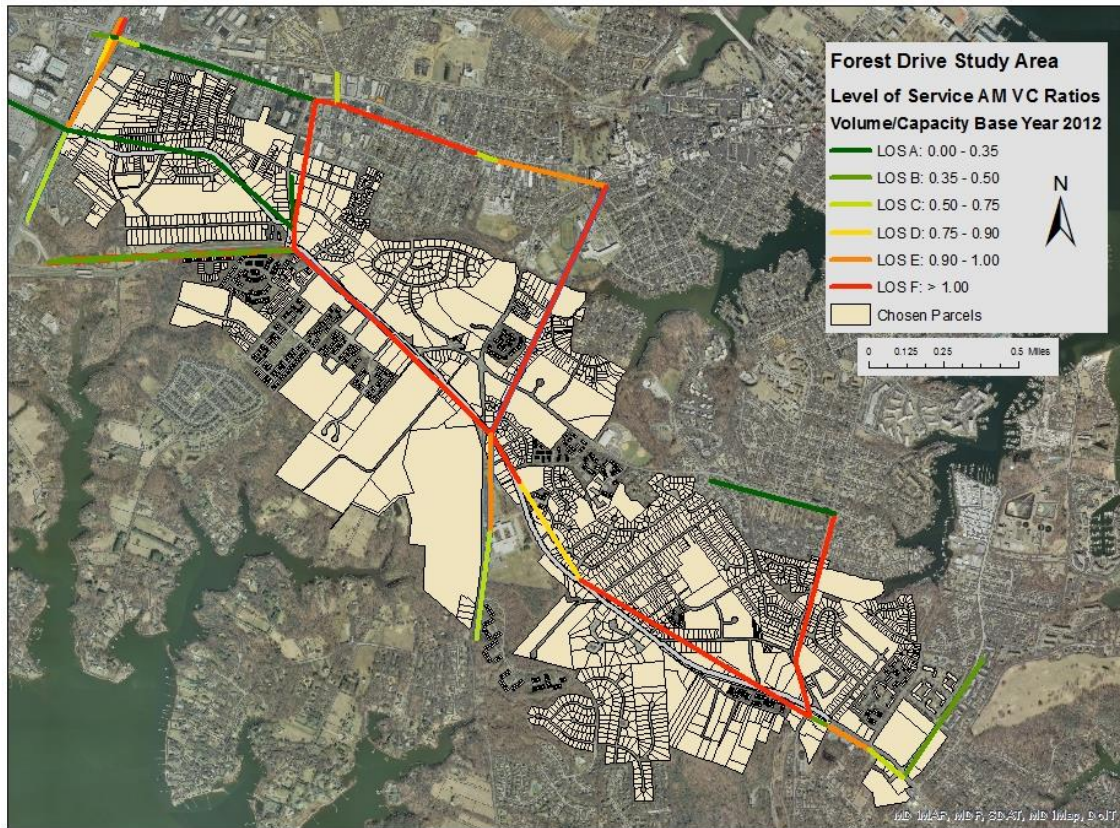 Forest Drive Study Area
Level of Service AM VC Ratios
Volume/Capacity Base Year 2012
LOS A: 0.00 - 0.35
LOS B: 0.35 - 0.50
LOS C: 0.50 - 0.75
LOS D: 0.75 - 0.90
LOS E: 0.90 - 1.00
LOS F: > 1.00
Chosen Parcels
N
0 0.125 0.25 0.5 Miles
MD iMAP, MDP, SDAT, MD iMap, DoIT